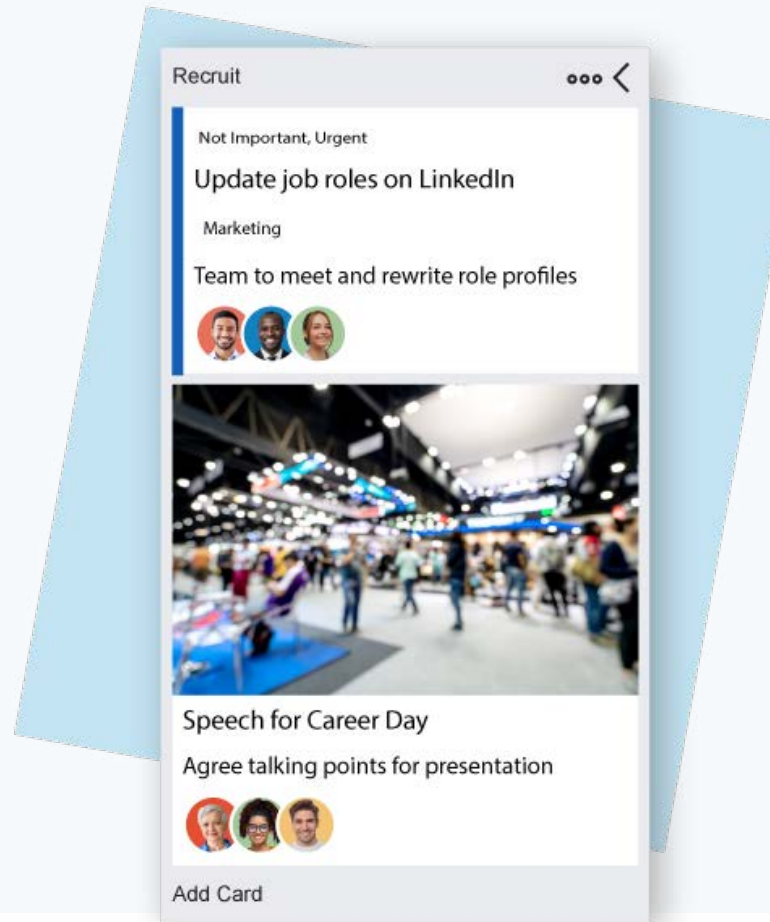 Recruit
Not Important, Urgent
Update job roles on LinkedIn
Marketing
Team to meet and rewrite role profiles
Speech for Career Day
Agree talking points for presentation
Add Card